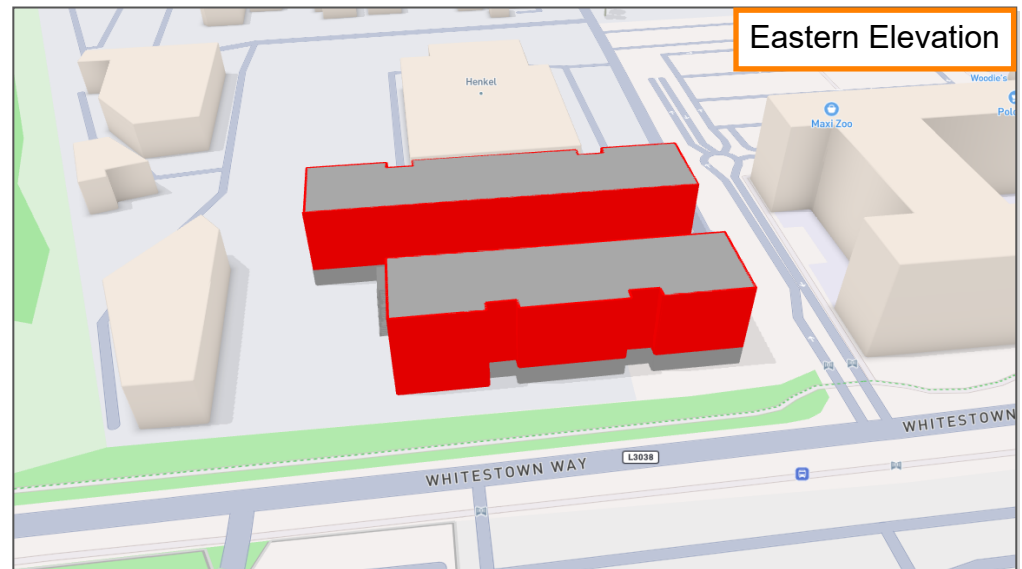 Eastern Elevation
Henkel
Woodie's
Maxi Zoo
WHITESTOWN
L3038
WHITESTOWN WAY